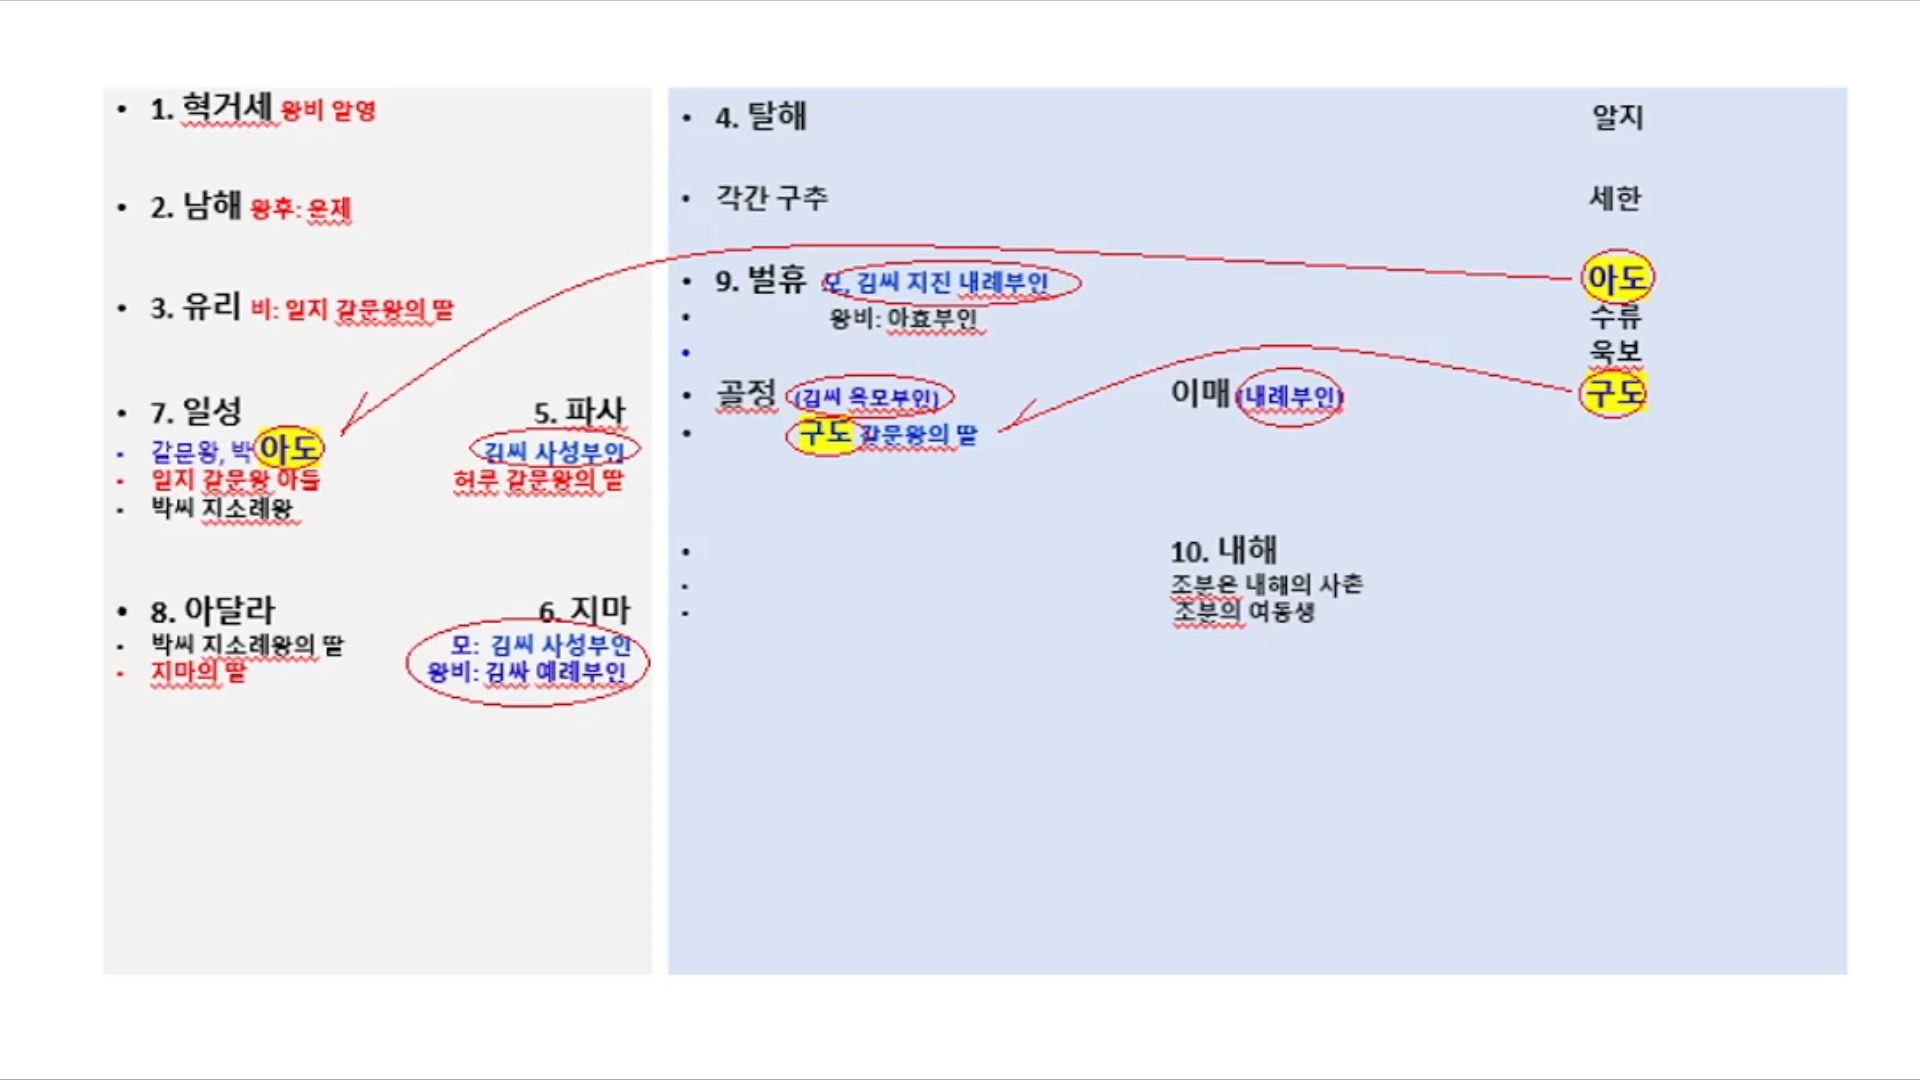 1. 혁거세 왕비 알영
2. 남해 왕후: 운제
3. 유리 비: 일지 갈문왕의 딸
7. 일성 5. 파사
갈문왕, 박 아도 김씨 사성부인
일지 갈문왕 아들 허루 갈문왕의 딸
박씨 지소례왕
8. 아달라 6. 지마
박씨 지소례왕의 딸 모: 김씨 사성부인
지마의 딸 왕비: 김싸 예례부인
4. 탈해 알지
각간 구추 세한
9. 벌휴 모, 김씨 지진 내례부인 아도
왕비: 아효부인 수류
욱보
골정 (김씨 옥모부인) 이매 (내례부인) 구도
구도 갈문왕의 딸
10. 내해
조분은 내해의 사촌
조분의 여동생